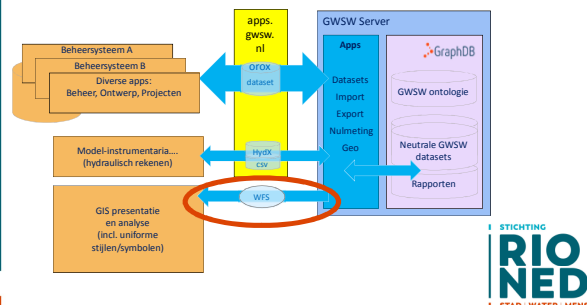 Beheersysteem A
Beheersysteem B
Diverse apps:
Beheer, Ontwerp, Projecten
Model-instrumentaria....
(hydraulisch rekenen)
GIS presentatie
en analyse
(incl. uniforme
stijlen/symbolen)
apps.
gwsw.
nl
OroX
dataset
HydX
csv
WFS
GWSW Server
Apps
Datasets
Import
Export
Nulmeting
Geo
GraphDB
GWSW ontologie
Neutrale GWSW
datasets
Rapporten
STICHTING
RIO
NED
STAD WATER